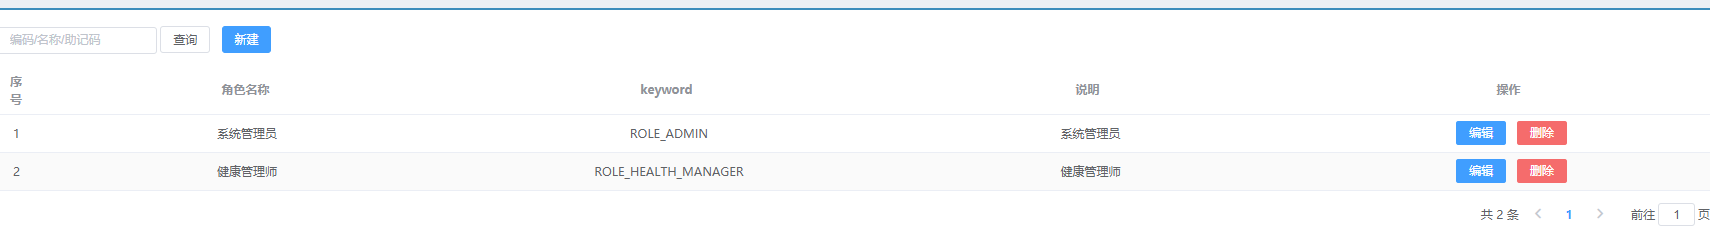 编码/名称/助记码 查询 新建
序号 角色名称 keyword 说明 操作
1 系统管理员 ROLE_ADMIN 系统管理员 编辑 删除
2 健康管理师 ROLE_HEALTH_MANAGER 健康管理师 编辑 删除
共 2 条 1 前往 1 页